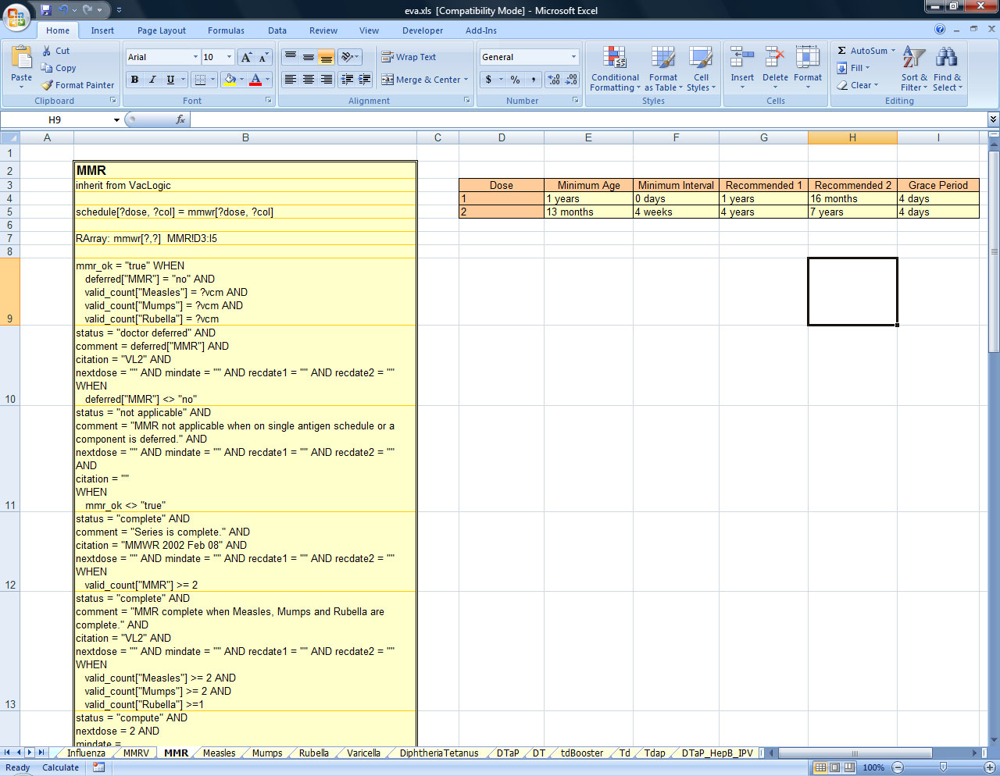 eva.xls [Compatibility Mode] - Microsoft Excel
Home Insert Page Layout Formulas Data Review View Developer Add-Ins
Paste
Cut
Copy
Format Painter
Clipboard
Arial 10
B I U
Font
Wrap Text
Merge & Center
Alignment
General
$ % ,
Number
Conditional Formatting
Format as Table
Cell Styles
Styles
Insert Delete Format
Cells
Σ AutoSum
Fill
Clear
Sort & Filter
Find & Select
Editing
H9 fx
A B C D E F G H I
1
2 MMR
3 inherit from VacLogic Dose Minimum Age Minimum Interval Recommended 1 Recommended 2 Grace Period
4 1 1 years 0 days 1 years 16 months 4 days
5 schedule[?dose, ?col] = mmwr[?dose, ?col] 2 13 months 4 weeks 4 years 7 years 4 days
6
7 RArray: mmwr[?,?] MMR!D3:I5
8
mmr_ok = "true" WHEN
deferred["MMR"] = "no" AND
valid_count["Measles"] = ?vcm AND
valid_count["Mumps"] = ?vcm AND
9 valid_count["Rubella"] = ?vcm
status = "doctor deferred" AND
comment = deferred["MMR"] AND
citation = "VL2" AND
nextdose = "" AND mindate = "" AND recdate1 = "" AND recdate2 = ""
WHEN
10 deferred["MMR"] <> "no"
status = "not applicable" AND
comment = "MMR not applicable when on single antigen schedule or a
component is deferred." AND
nextdose = "" AND mindate = "" AND recdate1 = "" AND recdate2 = ""
AND
citation = ""
WHEN
11 mmr_ok <> "true"
status = "complete" AND
comment = "Series is complete." AND
citation = "MMWR 2002 Feb 08" AND
nextdose = "" AND mindate = "" AND recdate1 = "" AND recdate2 = ""
WHEN
12 valid_count["MMR"] >= 2
status = "complete" AND
comment = "MMR complete when Measles, Mumps and Rubella are
complete." AND
citation = "VL2" AND
nextdose = "" AND mindate = "" AND recdate1 = "" AND recdate2 = ""
WHEN
valid_count["Measles"] >= 2 AND
valid_count["Mumps"] >= 2 AND
13 valid_count["Rubella"] >=1
status = "compute" AND
nextdose = 2 AND
mindate =
Influenza MMRV MMR Measles Mumps Rubella Varicella DiphtheriaTetanus DTaP DT tdBooster Td Tdap DTaP_HepB_IPV
Ready Calculate 100%